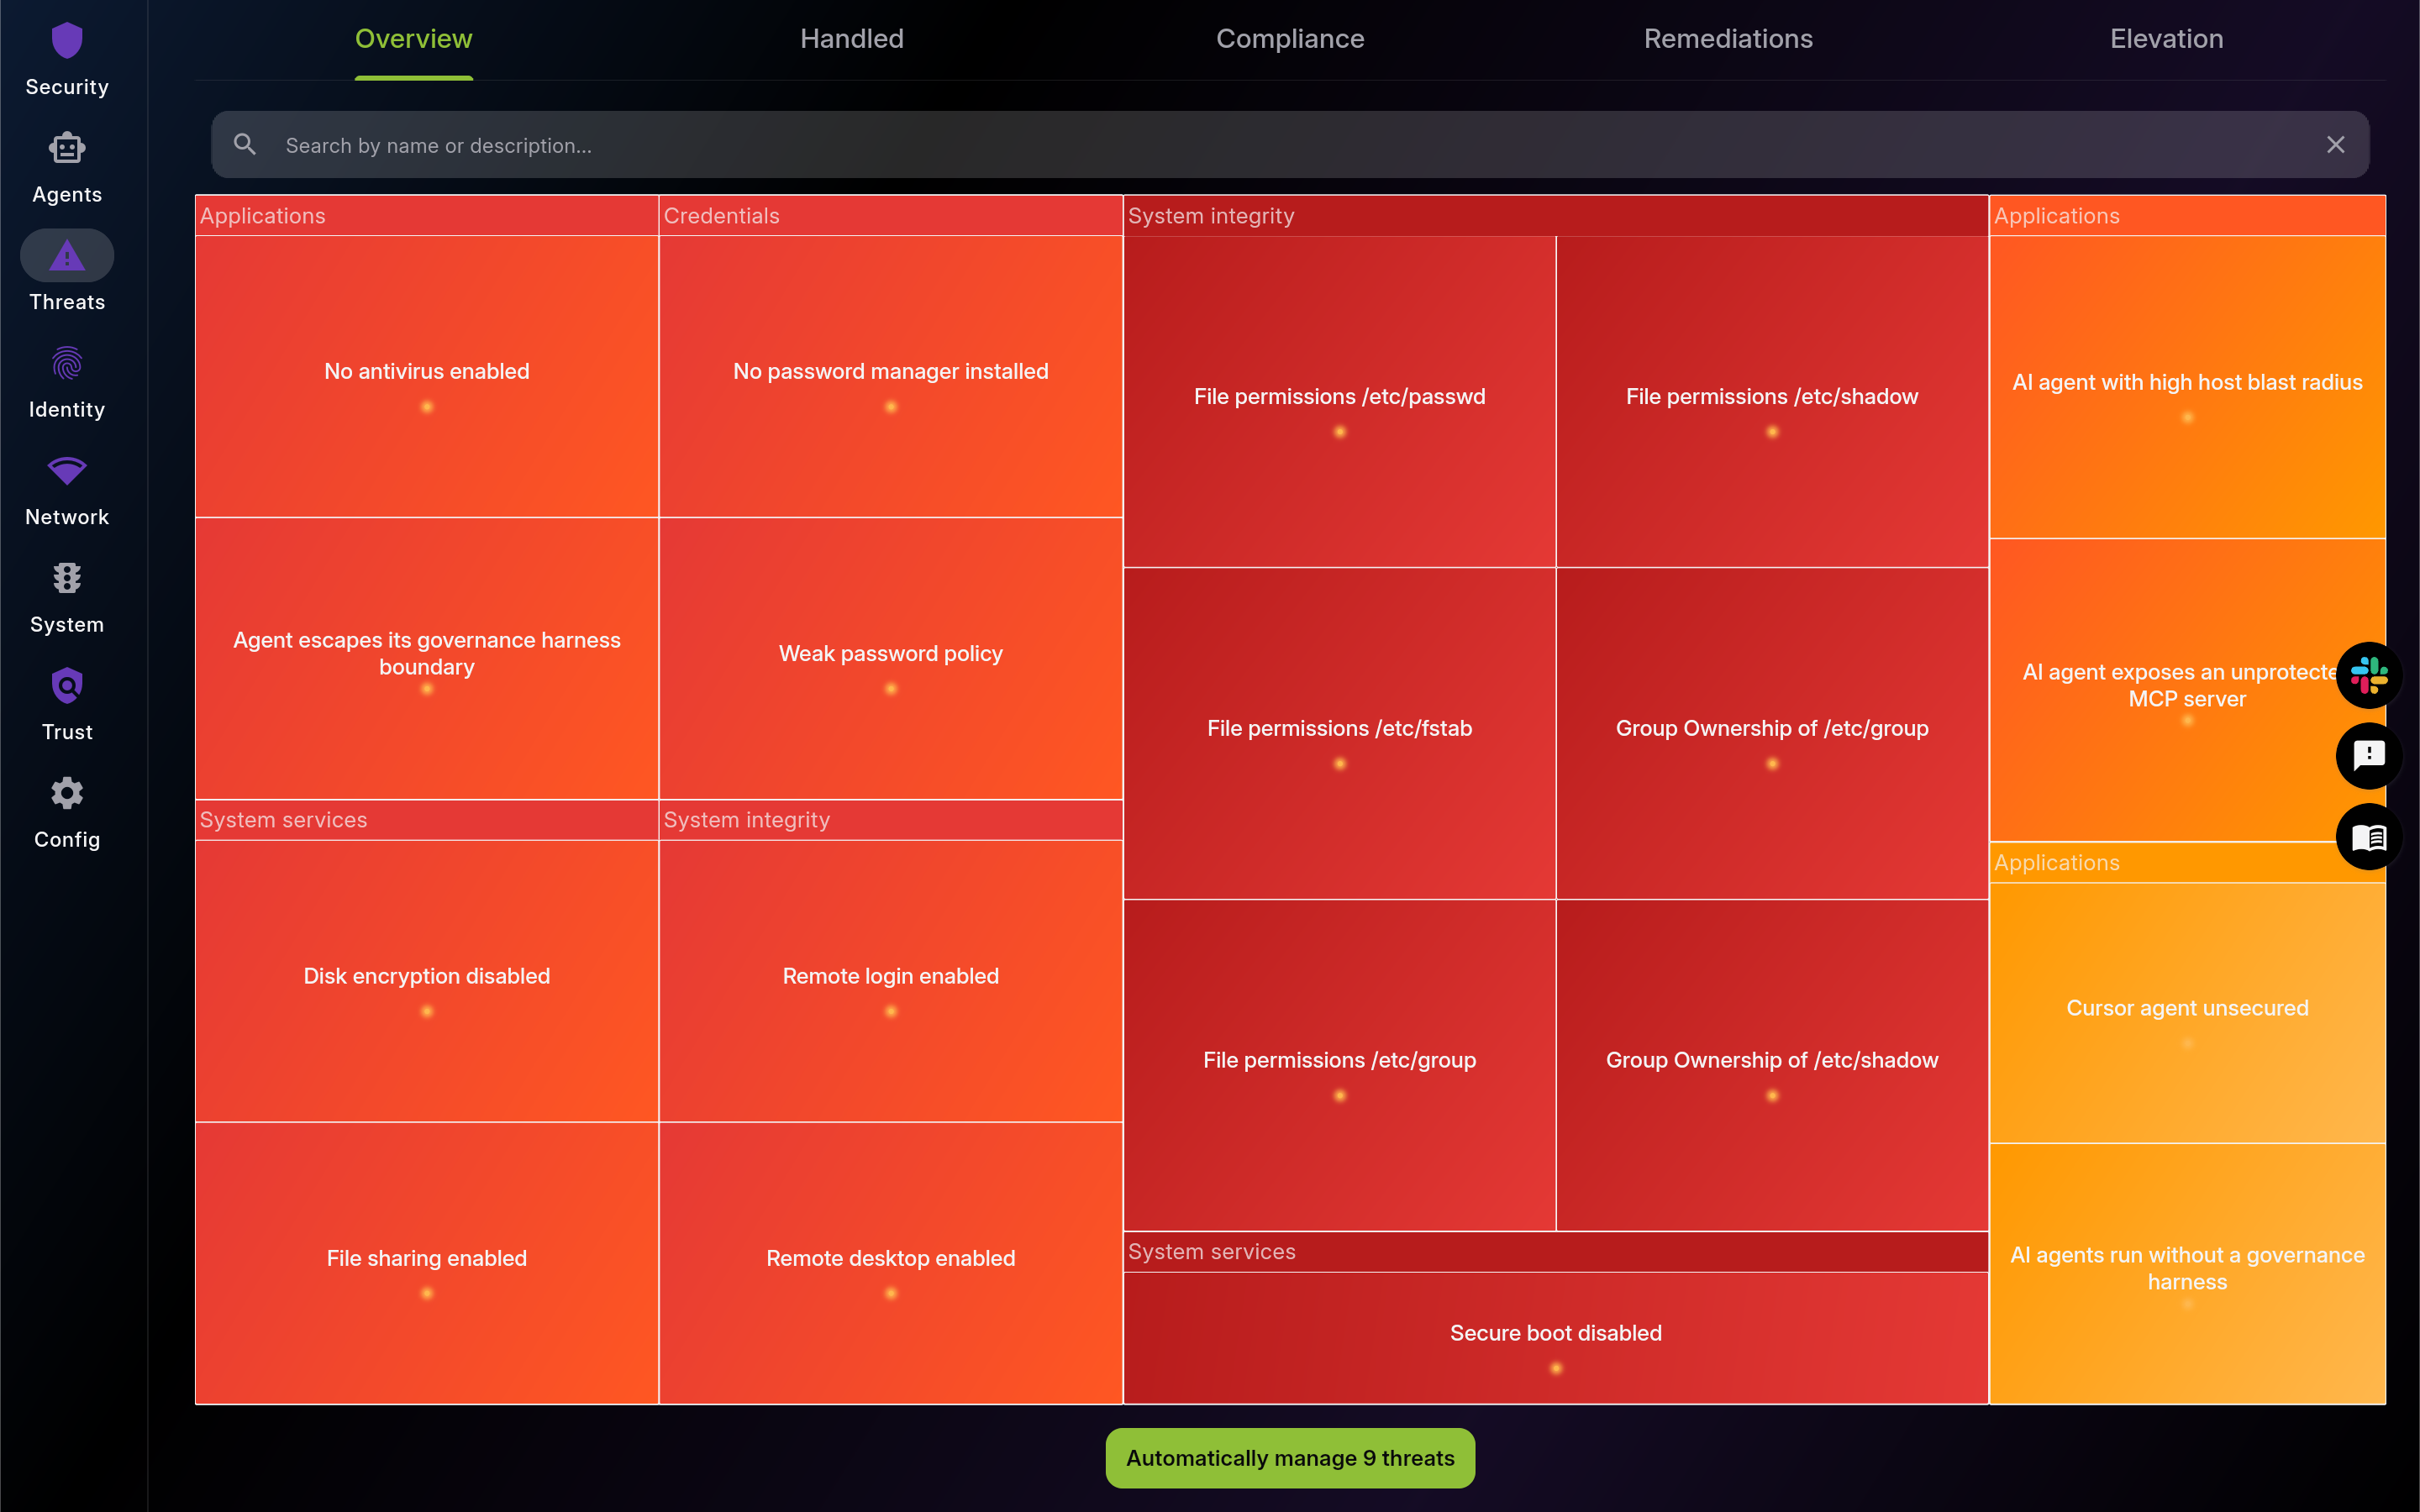 Security
Agents
Threats
Identity
Network
System
Trust
Config
Overview
Handled
Compliance
Remediations
Elevation
Search by name or description...
Applications
No antivirus enabled
Agent escapes its governance harness
boundary
Credentials
No password manager installed
Weak password policy
System services
Disk encryption disabled
File sharing enabled
System integrity
Remote login enabled
Remote desktop enabled
System integrity
File permissions /etc/passwd
File permissions /etc/shadow
File permissions /etc/fstab
Group Ownership of /etc/group
File permissions /etc/group
Group Ownership of /etc/shadow
System services
Secure boot disabled
Applications
AI agent with high host blast radius
AI agent exposes an unprotecte
MCP server
Applications
Cursor agent unsecured
AI agents run without a governance
harness
Automatically manage 9 threats